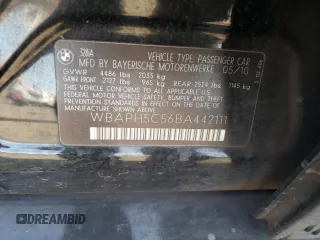 BMW
328A
VEHICLE TYPE: PASSENGER CAR
MFD BY BAYERISCHE MOTORENWERKE 05/10
GVWR 4486 lbs 2035 kg
FRONT 2127 lbs 965 kg REAR 2524 lbs 1145 kg
THIS VEHICLE CONFORMS TO ALL APPLICABLE
FEDERAL MOTOR VEHICLE SAFETY, BUMPER
AND THEFT PREVENTION STANDARDS
IN EFFECT ON THE DATE OF
MANUFACTURE SHOWN ABOVE.
WBAPH5C56BA442111
DREAMBID